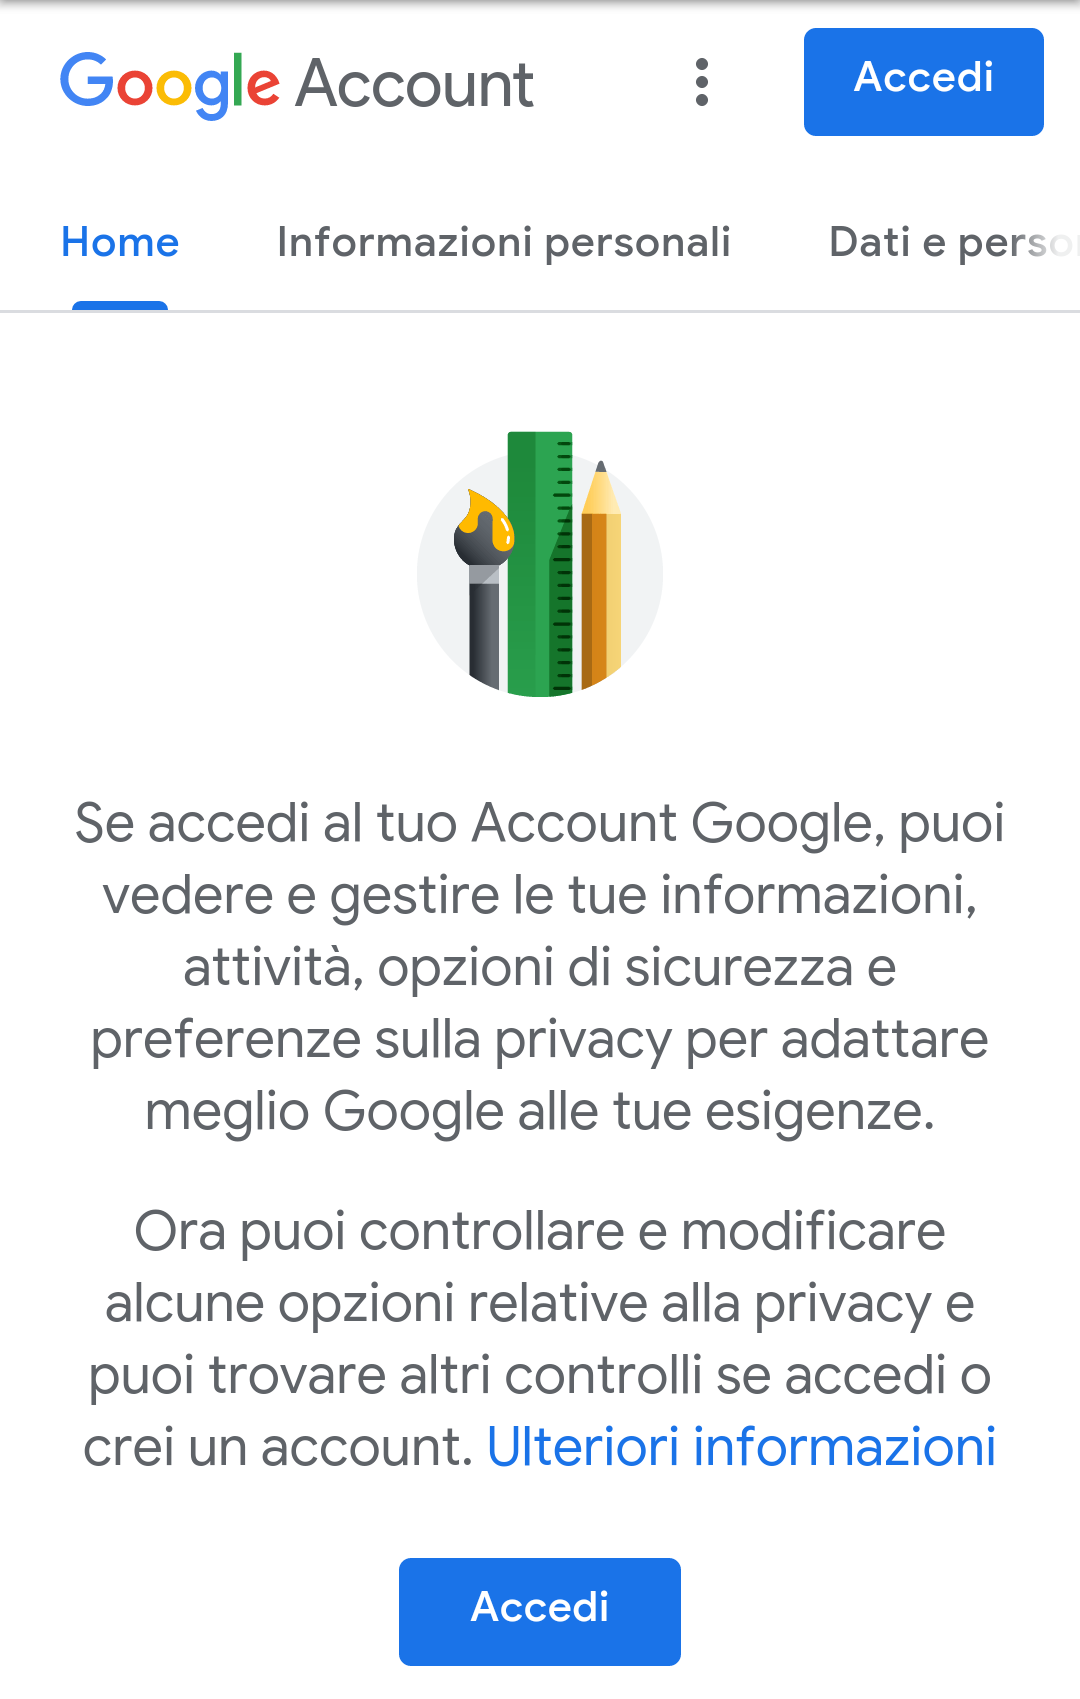 Google Account
Accedi
Home Informazioni personali Dati e
Se accedi al tuo Account Google, puoi
vedere e gestire le tue informazioni,
attività, opzioni di sicurezza e
preferenze sulla privacy per adattare
meglio Google alle tue esigenze.
Ora puoi controllare e modificare
alcune opzioni relative alla privacy e
puoi trovare altri controlli se accedi o
crei un account. Ulteriori informazioni
Accedi